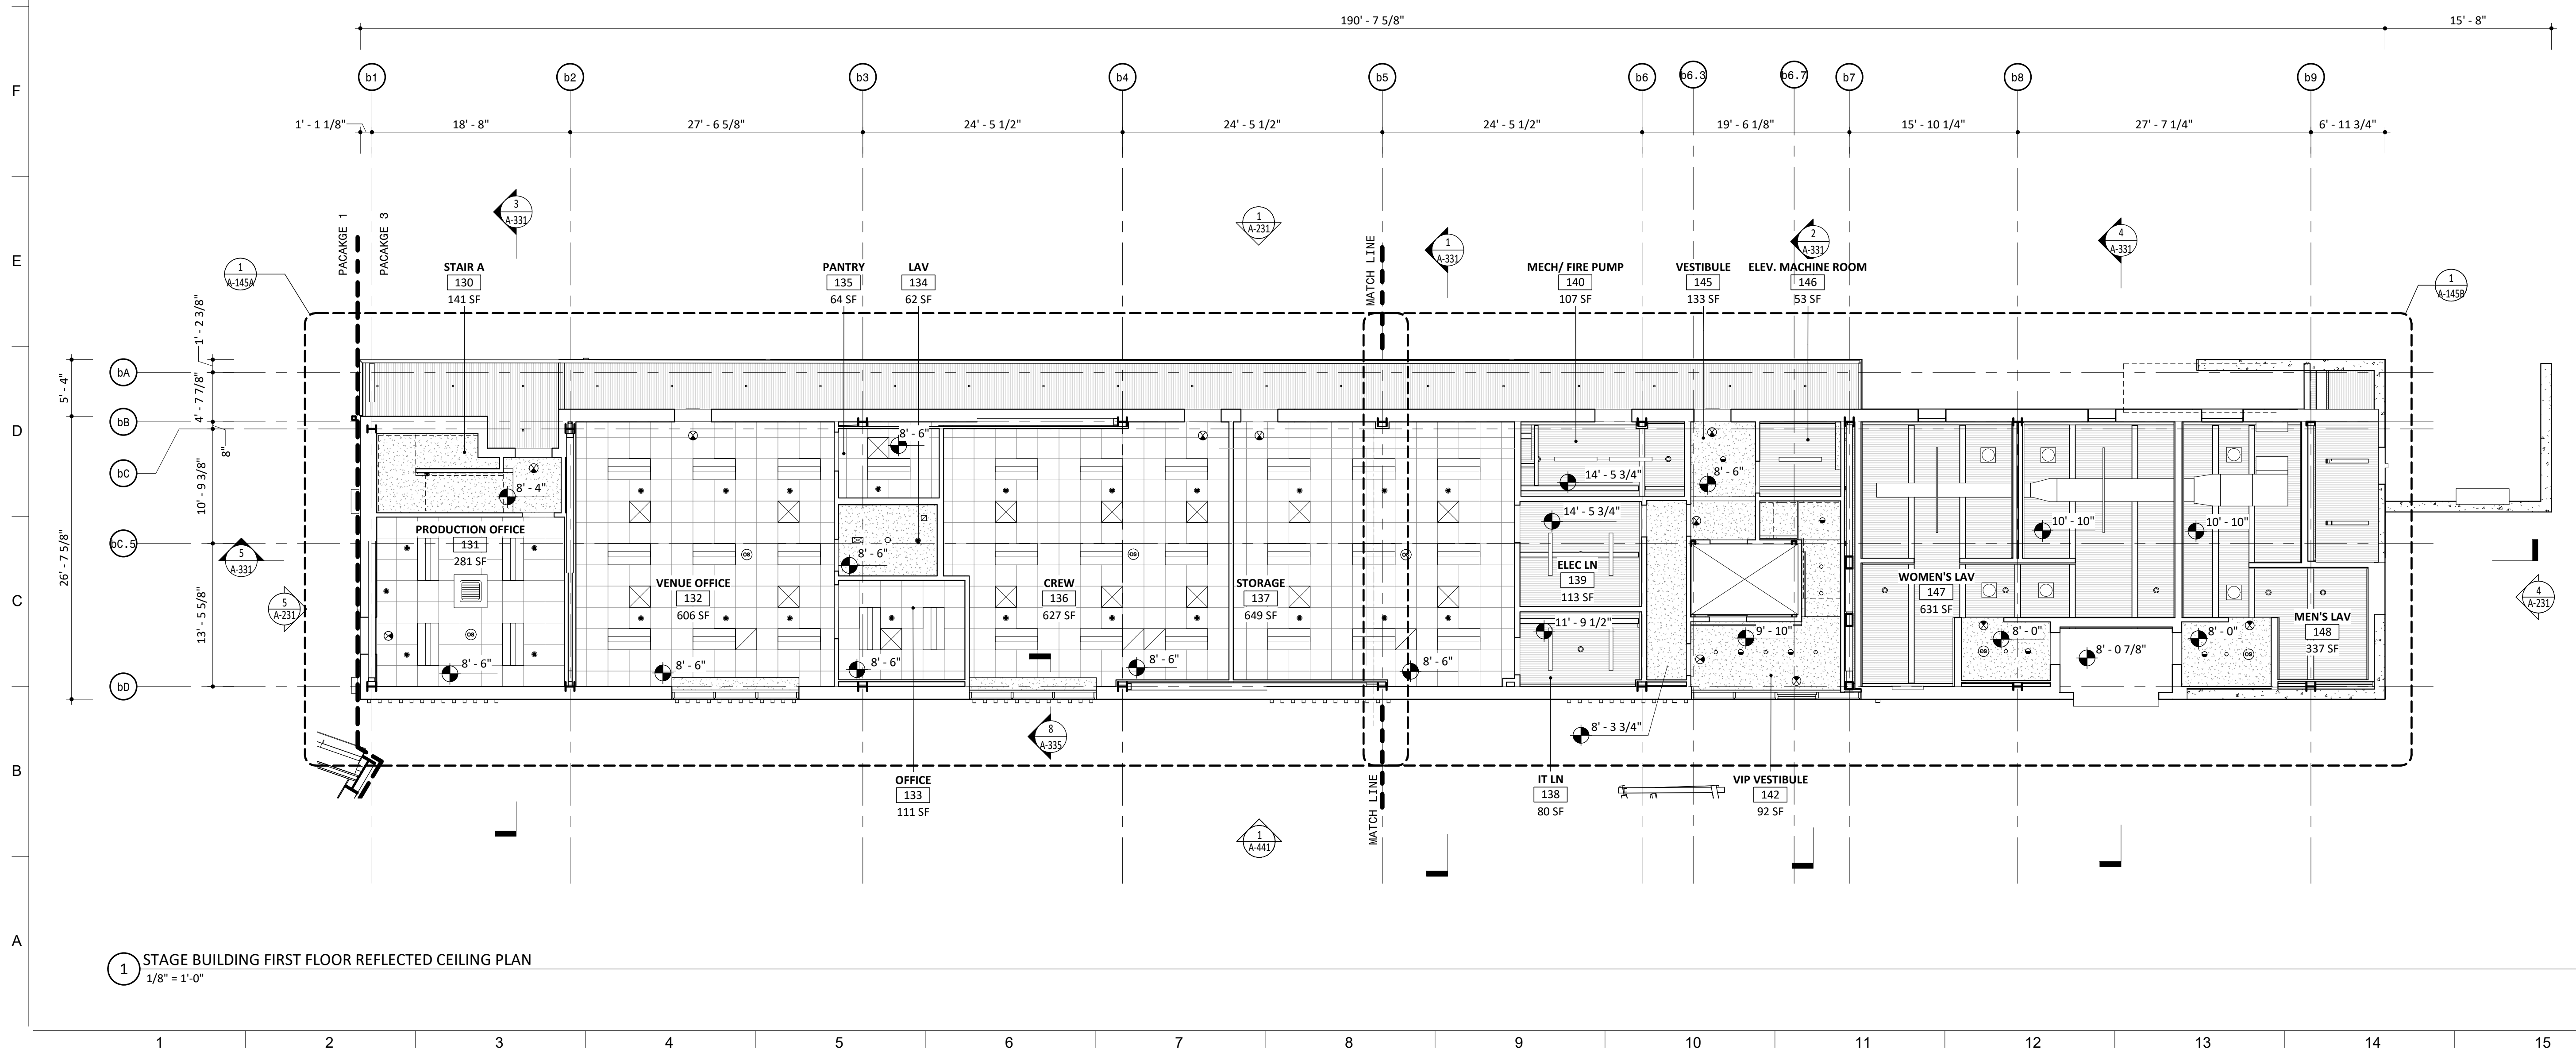 190' - 7 5/8"
15' - 8"
F
b1
b2
b3
b4
b5
b6
b6.3
b6.7
b7
b8
b9
1' - 1 1/8"
18' - 8"
27' - 6 5/8"
24' - 5 1/2"
24' - 5 1/2"
24' - 5 1/2"
19' - 6 1/8"
15' - 10 1/4"
27' - 7 1/4"
6' - 11 3/4"
PACAKGE 1
PACAKGE 3
3
A-331
1
A-231
MATCH LINE
1
A-331
2
A-331
4
A-331
E
1
A-145A
STAIR A
130
141 SF
PANTRY
135
64 SF
LAV
134
62 SF
MECH/ FIRE PUMP
140
107 SF
VESTIBULE
145
133 SF
ELEV. MACHINE ROOM
146
53 SF
1
A-145B
1' - 2 3/8"
bA
5' - 4"
4' - 7 7/8"
bB
D
8"
bC
8' - 6"
8' - 4"
10' - 9 3/8"
14' - 5 3/4"
8' - 6"
14' - 5 3/4"
10' - 10"
10' - 10"
bC.5
5
A-331
PRODUCTION OFFICE
131
281 SF
8' - 6"
OS
OS
26' - 7 5/8"
C
5
A-231
13' - 5 5/8"
VENUE OFFICE
132
606 SF
CREW
136
627 SF
STORAGE
137
649 SF
ELEC LN
139
113 SF
WOMEN'S LAV
147
631 SF
4
A-231
OS
11' - 9 1/2"
9' - 10"
8' - 0"
8' - 0"
MEN'S LAV
148
337 SF
OS
OS
8' - 0 7/8"
8' - 6"
8' - 6"
8' - 6"
8' - 6"
8' - 6"
bD
8
A-335
8' - 3 3/4"
B
OFFICE
133
111 SF
MATCH LINE
IT LN
138
80 SF
VIP VESTIBULE
142
92 SF
1
A-441
A
1
STAGE BUILDING FIRST FLOOR REFLECTED CEILING PLAN
1/8" = 1'-0"
1
2
3
4
5
6
7
8
9
10
11
12
13
14
15